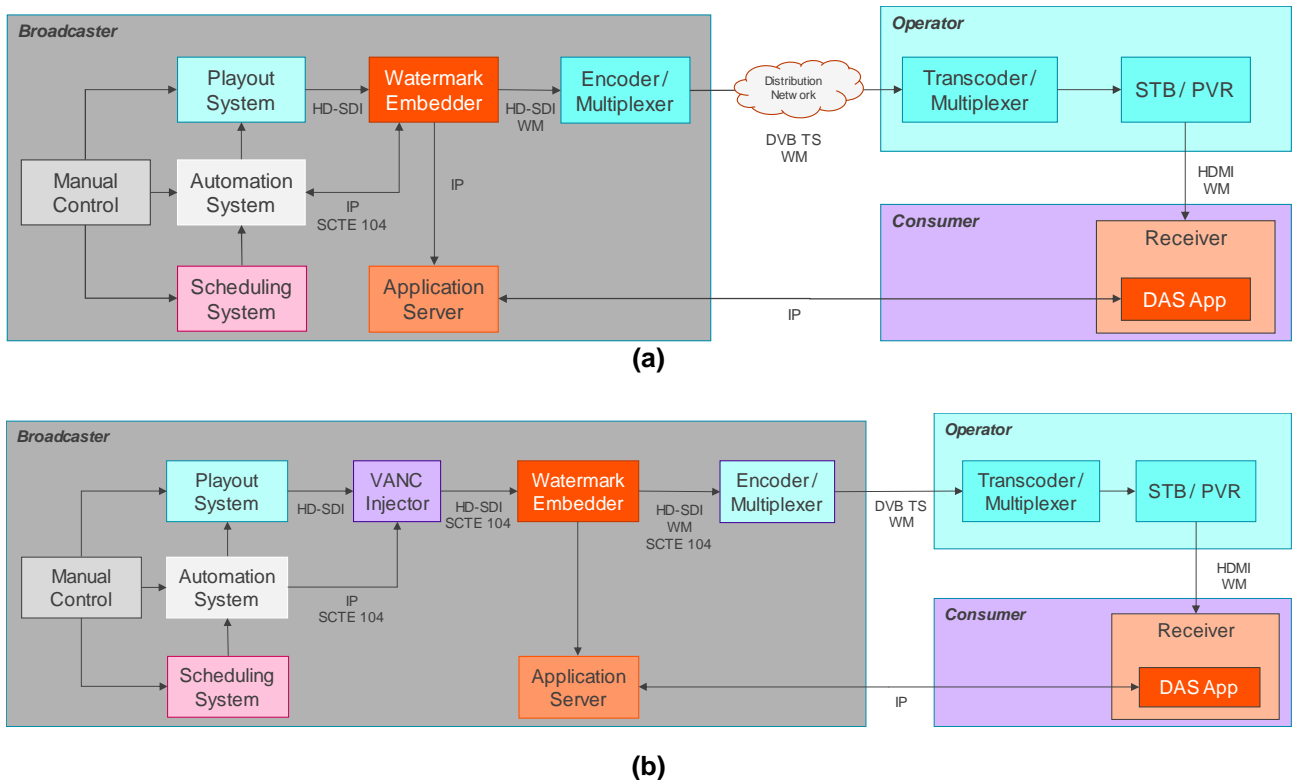 Broadcaster
Playout
System
HD-SDI
Watermark
Embedder
HD-SDI
WM
Encoder /
Multiplexer
Distribution
Network
DVB TS
WM
Operator
Transcoder /
Multiplexer
STB / PVR
HDMI
WM
Manual
Control
Automation
System
IP
SCTE 104
IP
Scheduling
System
Application
Server
IP
Consumer
Receiver
DAS App
(a)
Broadcaster
Playout
System
HD-SDI
VANC
Injector
HD-SDI
SCTE 104
Watermark
Embedder
HD-SDI
WM
SCTE 104
Encoder /
Multiplexer
DVB TS
WM
Operator
Transcoder /
Multiplexer
STB / PVR
HDMI
WM
Manual
Control
Automation
System
IP
SCTE 104
Scheduling
System
Application
Server
IP
Consumer
Receiver
DAS App
(b)